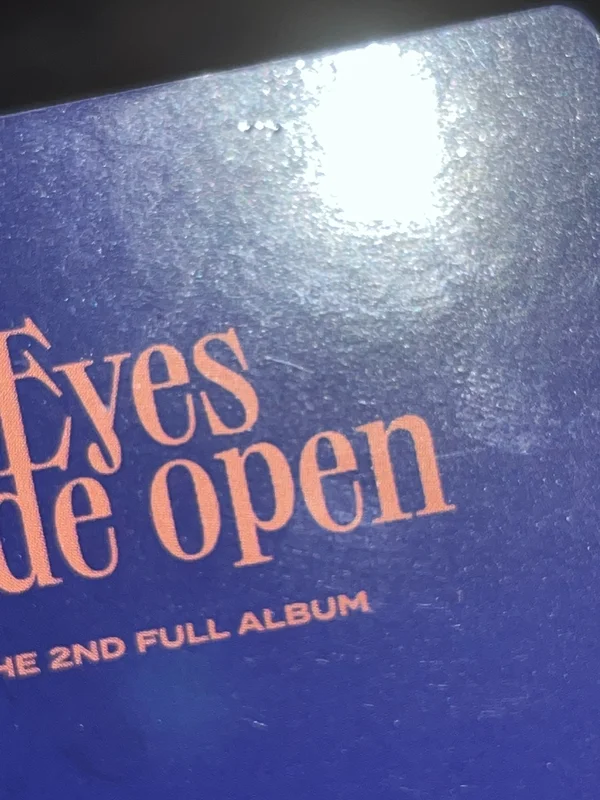 Eyes
de open
HE 2ND FULL ALBUM